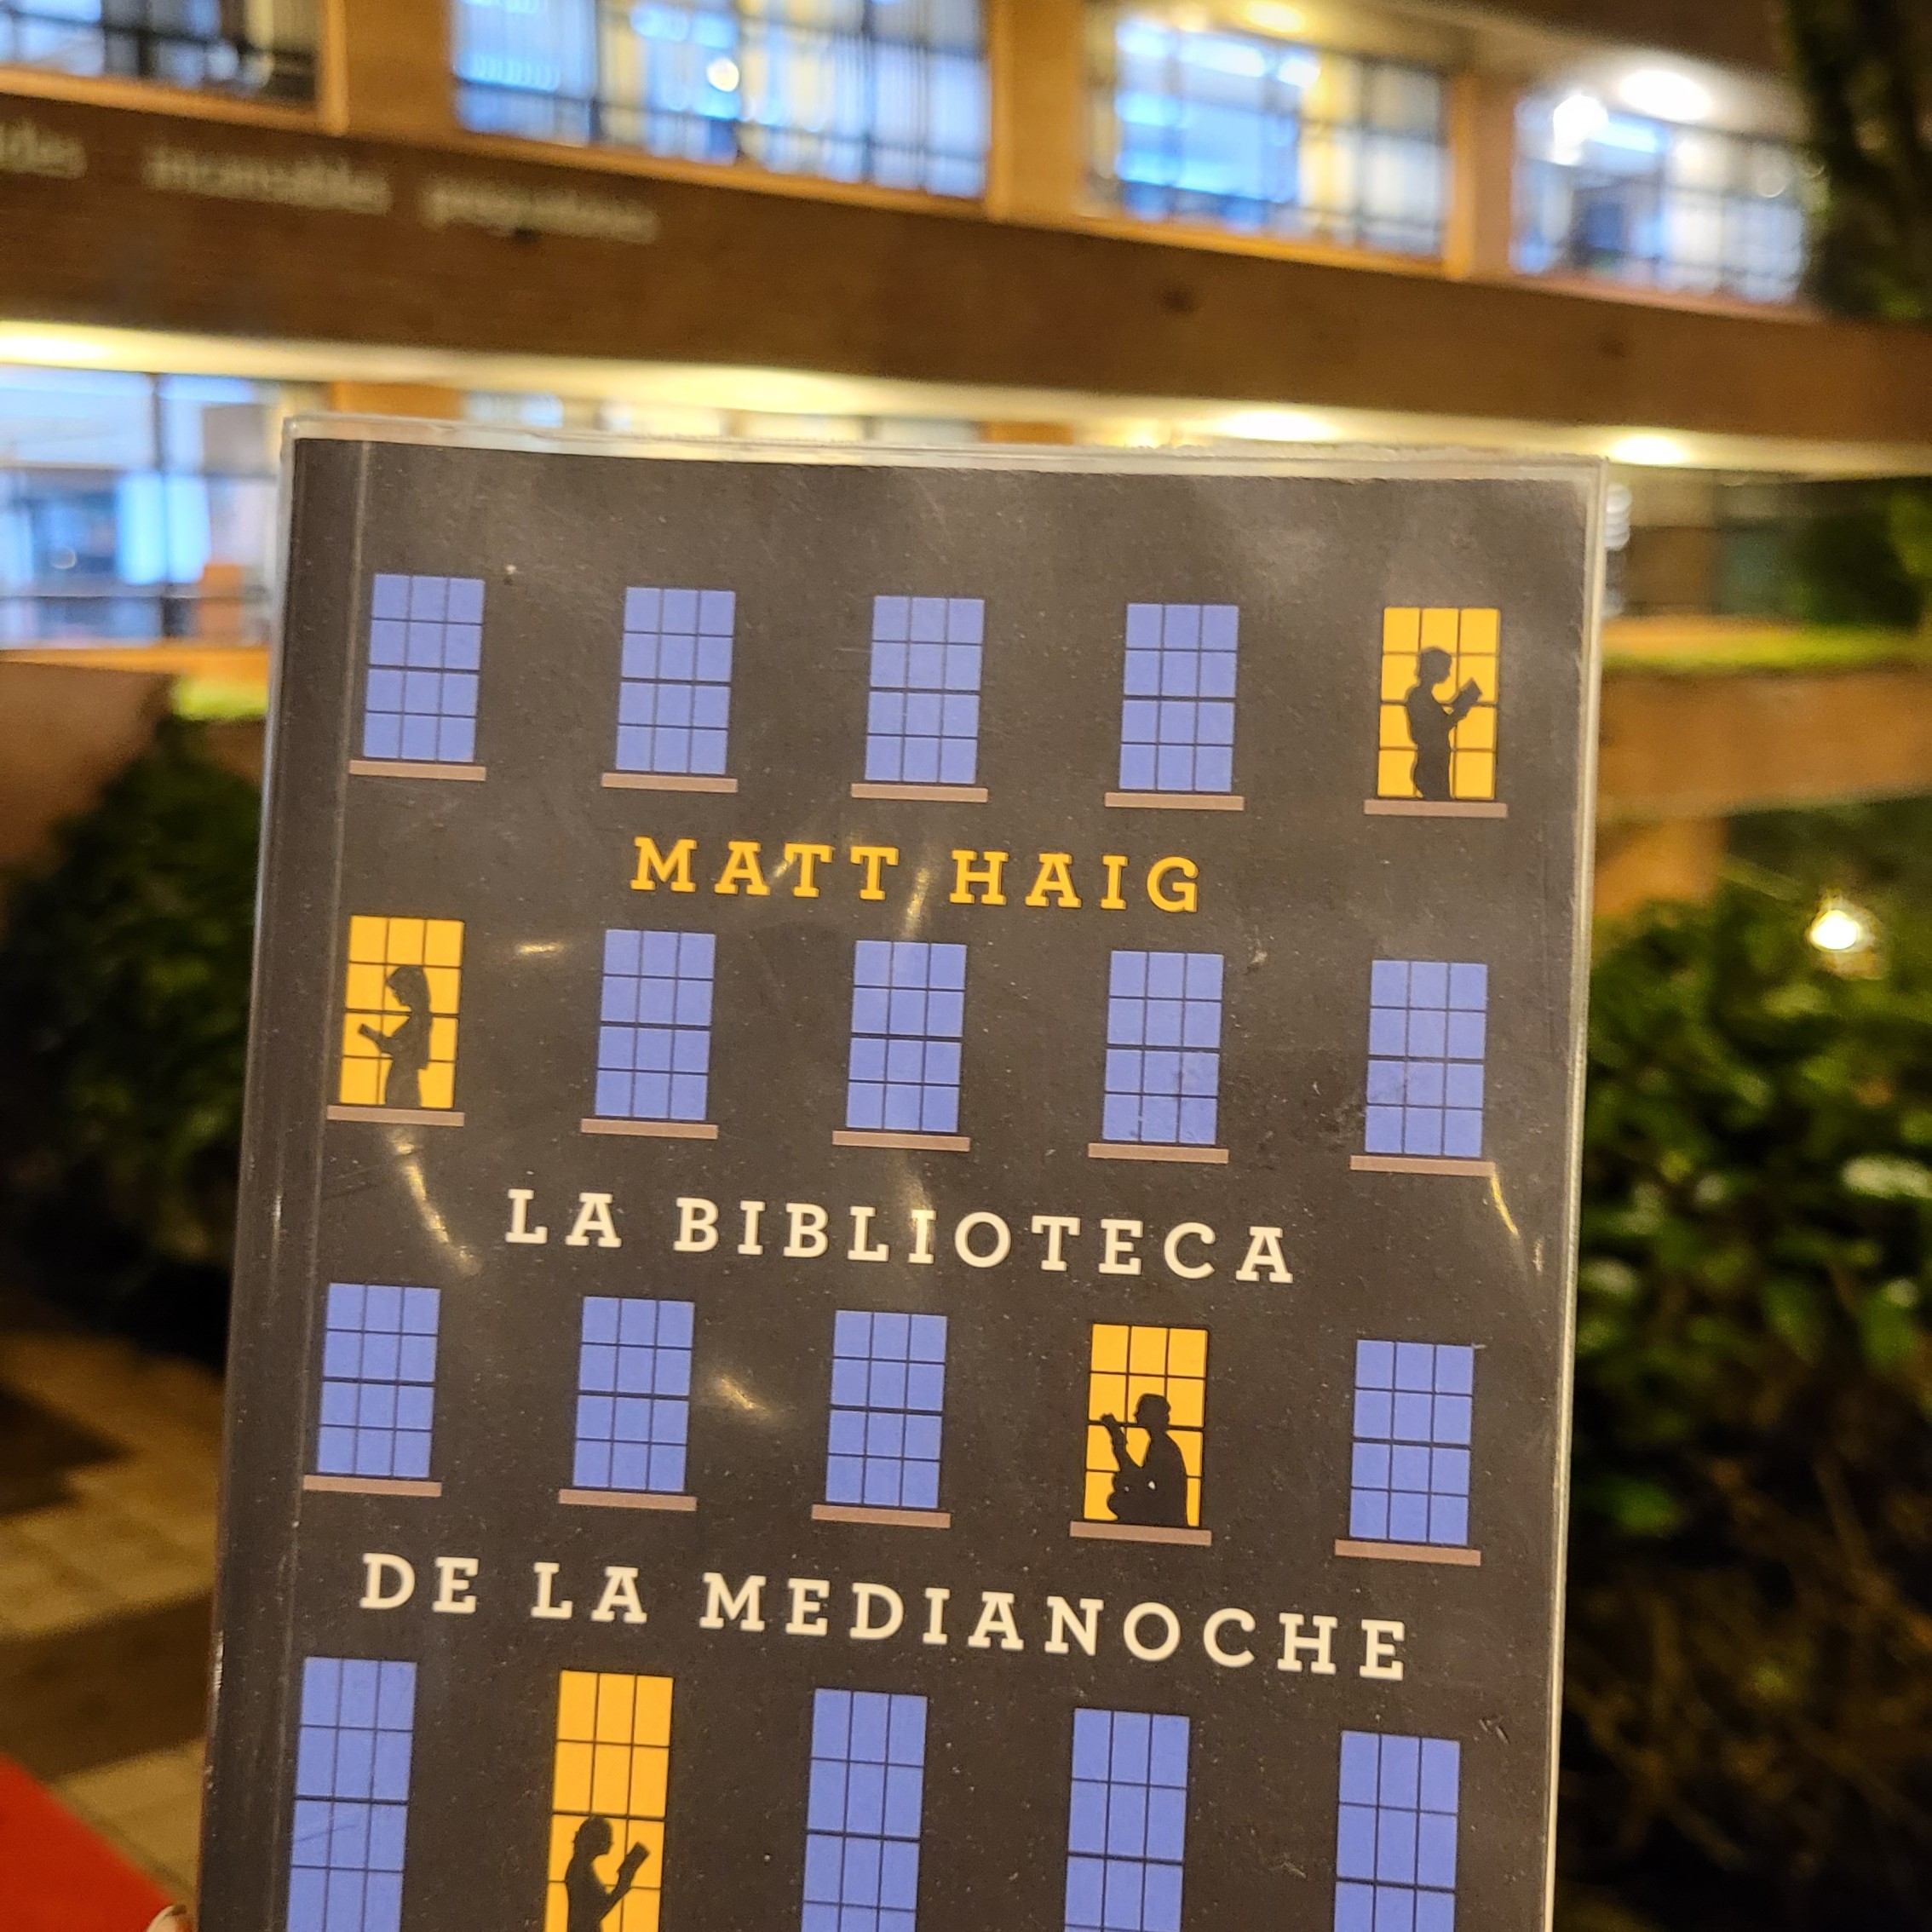 MATT HAIG
LA BIBLIOTECA
DE LA MEDIANOCHE